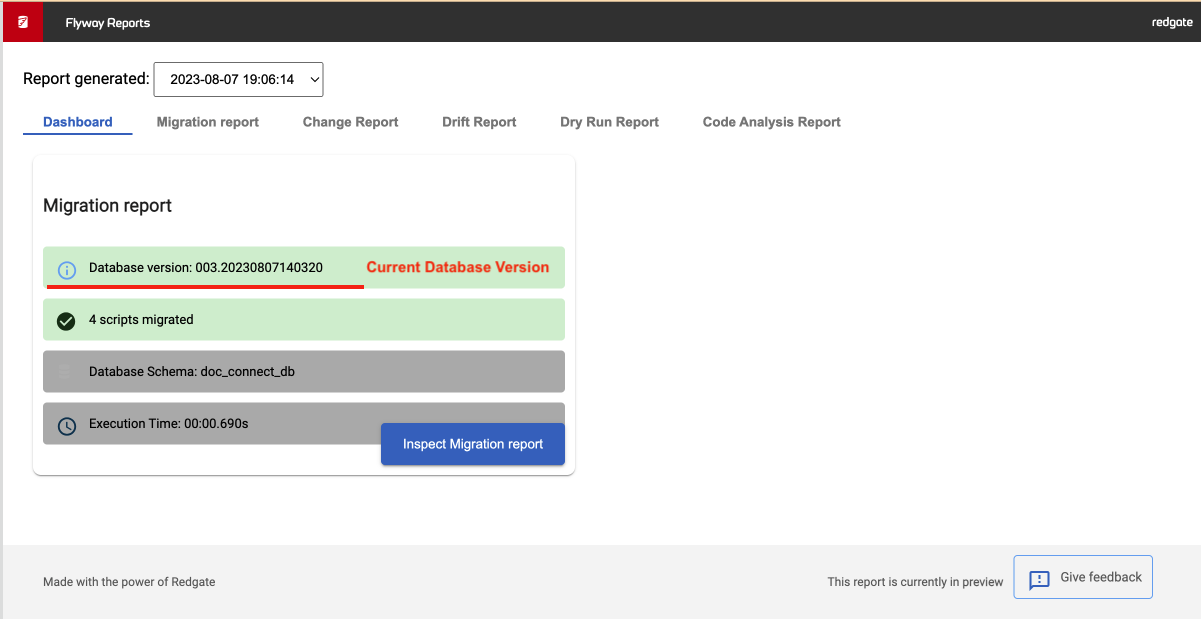 Flyway Reports
redgate
Report generated: 2023-08-07 19:06:14
Dashboard Migration report Change Report Drift Report Dry Run Report Code Analysis Report
Migration report
Database version: 003.20230807140320 Current Database Version
4 scripts migrated
Database Schema: doc_connect_db
Execution Time: 00:00.690s
Inspect Migration report
Made with the power of Redgate
This report is currently in preview
Give feedback